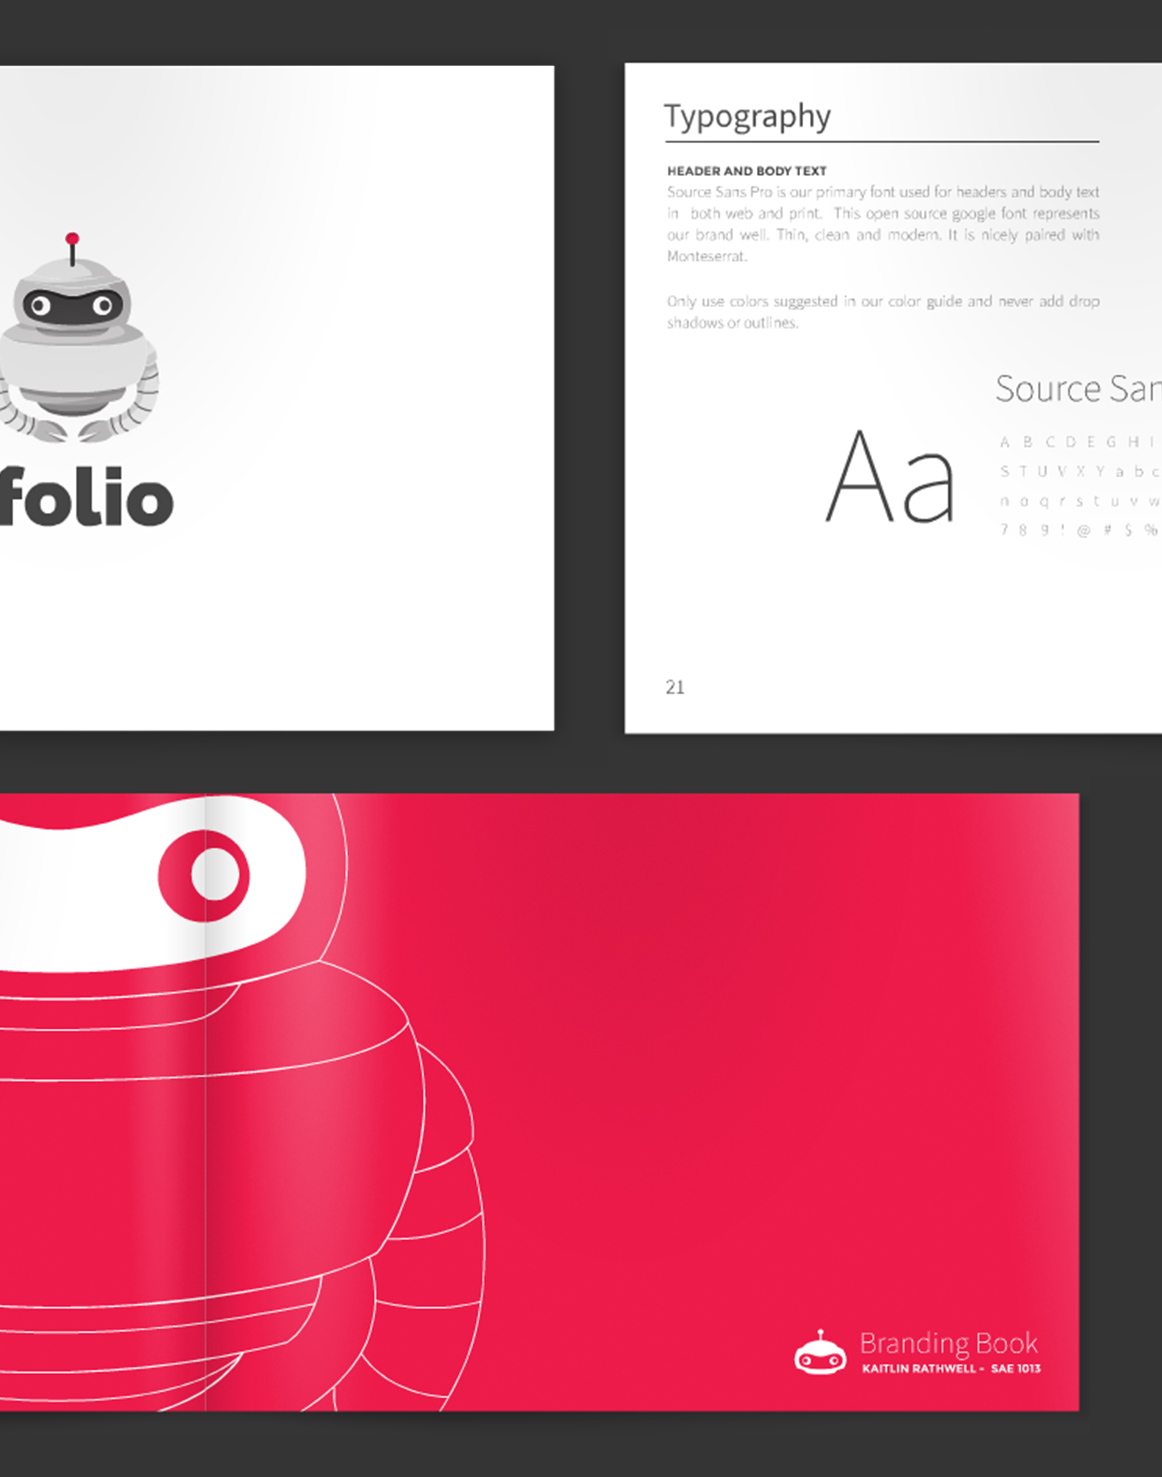 folio
Typography
HEADER AND BODY TEXT
Source Sans Pro is our primary font used for headers and body text
in both web and print. This open source google font represents
our brand well. Thin, clean and modern. It is nicely paired with
Monteserrat.
Only use colors suggested in our color guide and never add drop
shadows or outlines.
Source San
Aa
A B C D E G H I
S T U V X Y a b c
n o q r s t u v w
7 8 9 ! @ # $ %
21
Branding Book
KAITLIN RATHWELL - SAE 1013